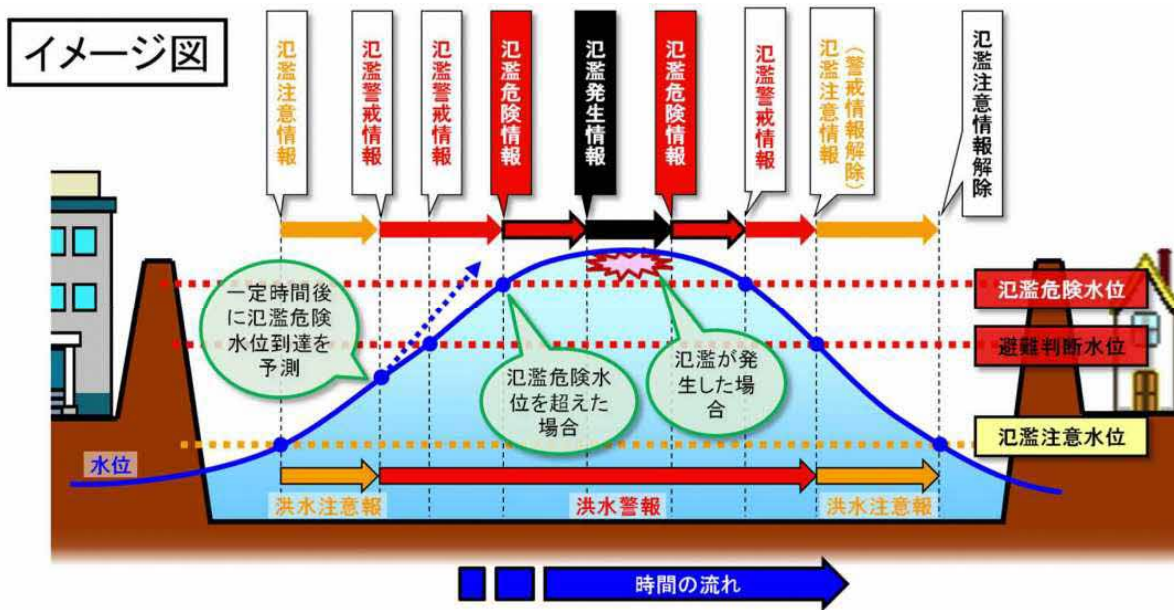 イメージ図
氾濫注意情報
氾濫警戒情報
氾濫警戒情報
氾濫危険情報
氾濫発生情報
氾濫危険情報
氾濫警戒情報
(警戒情報解除)
氾濫注意情報
氾濫注意情報解除
一定時間後
に氾濫危険
水位到達を
予測
氾濫危険水
位を超えた
場合
氾濫が発
生した場
合
氾濫危険水位
避難判断水位
氾濫注意水位
水位
洪水注意報
洪水警報
洪水注意報
時間の流れ